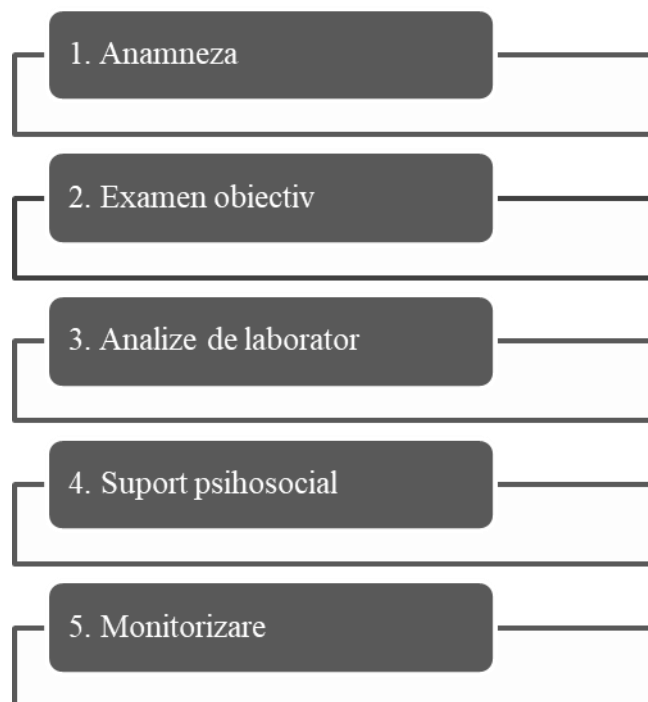 1. Anamneza
2. Examen obiectiv
3. Analize de laborator
4. Suport psihosocial
5. Monitorizare